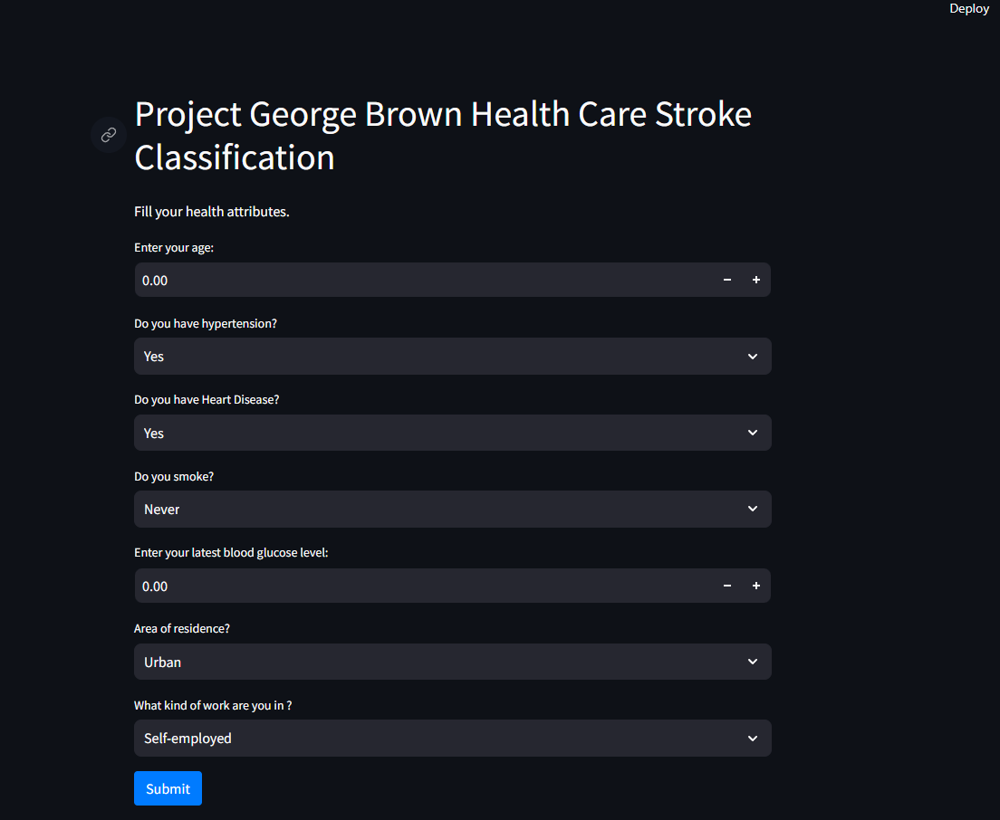 Deploy
Project George Brown Health Care Stroke
Classification
Fill your health attributes.
Enter your age:
0.00
Do you have hypertension?
Yes
Do you have Heart Disease?
Yes
Do you smoke?
Never
Enter your latest blood glucose level:
0.00
Area of residence?
Urban
What kind of work are you in ?
Self-employed
Submit